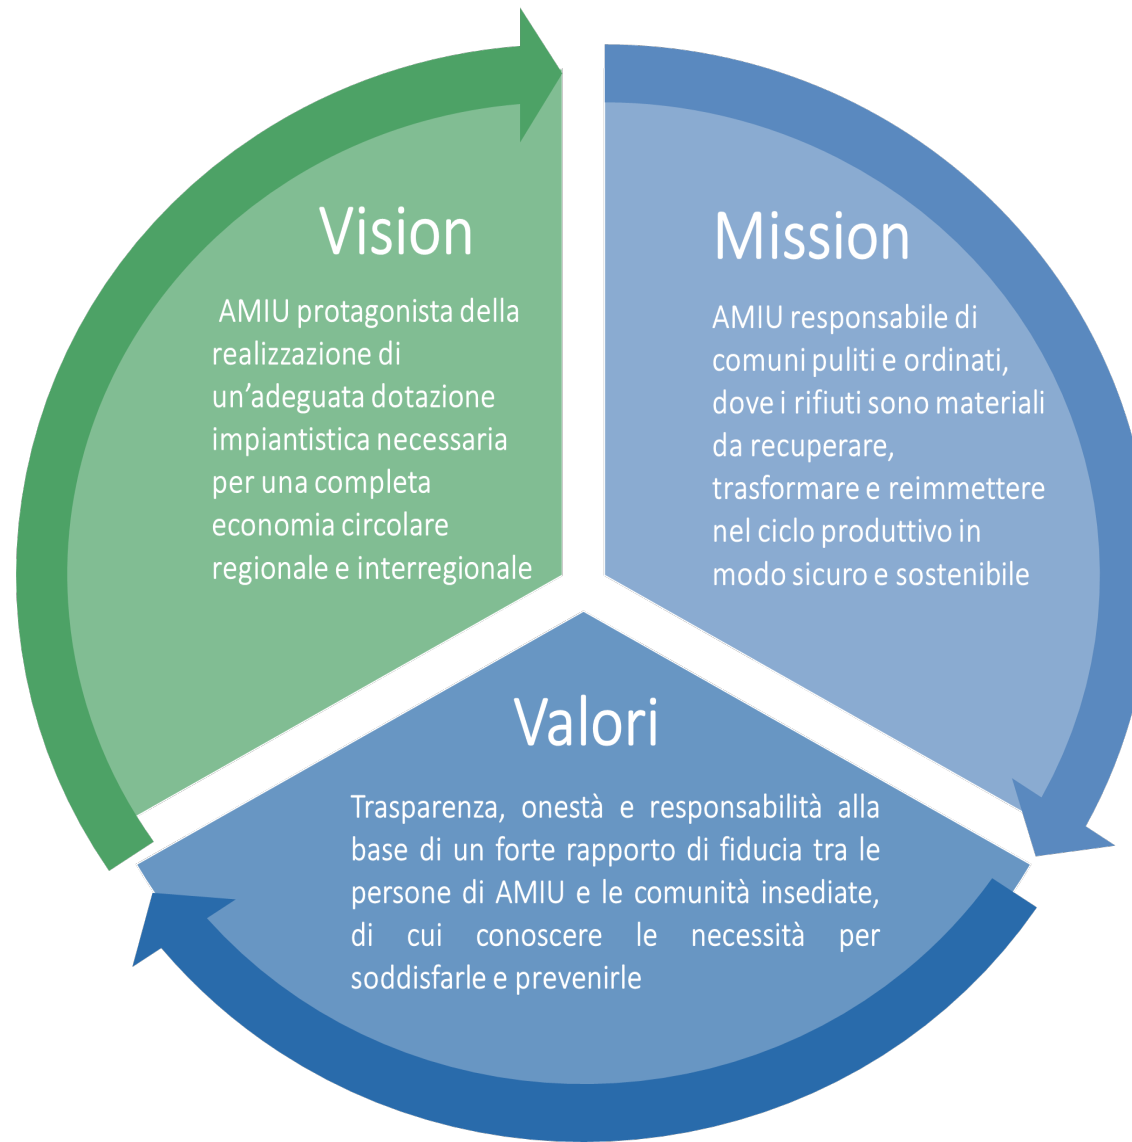 Vision
AMIU protagonista della
realizzazione di
un’adeguata dotazione
impiantistica necessaria
per una completa
economia circolare
regionale e interregionale
Mission
AMIU responsabile di
comuni puliti e ordinati,
dove i rifiuti sono materiali
da recuperare,
trasformare e reimmettere
nel ciclo produttivo in
modo sicuro e sostenibile
Valori
Trasparenza, onestà e responsabilità alla
base di un forte rapporto di fiducia tra le
persone di AMIU e le comunità insediate,
di cui conoscere le necessità per
soddisfarle e prevenirle